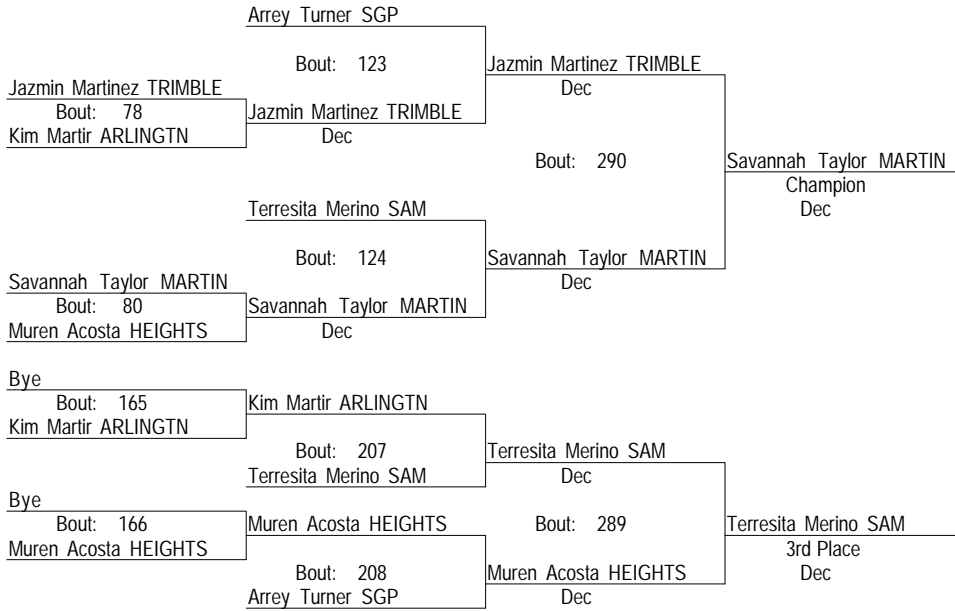 Arrey Turner SGP
Bout: 123
Jazmin Martinez TRIMBLE
Dec
Jazmin Martinez TRIMBLE
Bout: 78
Kim Martir ARLINGTN
Jazmin Martinez TRIMBLE
Dec
Bout: 290
Savannah Taylor MARTIN
Champion
Dec
Terresita Merino SAM
Bout: 124
Savannah Taylor MARTIN
Dec
Savannah Taylor MARTIN
Bout: 80
Muren Acosta HEIGHTS
Savannah Taylor MARTIN
Dec
Bye
Bout: 165
Kim Martir ARLINGTN
Kim Martir ARLINGTN
Bout: 207
Terresita Merino SAM
Terresita Merino SAM
Dec
Bye
Bout: 166
Muren Acosta HEIGHTS
Muren Acosta HEIGHTS
Bout: 289
Terresita Merino SAM
3rd Place
Dec
Bout: 208
Arrey Turner SGP
Muren Acosta HEIGHTS
Dec